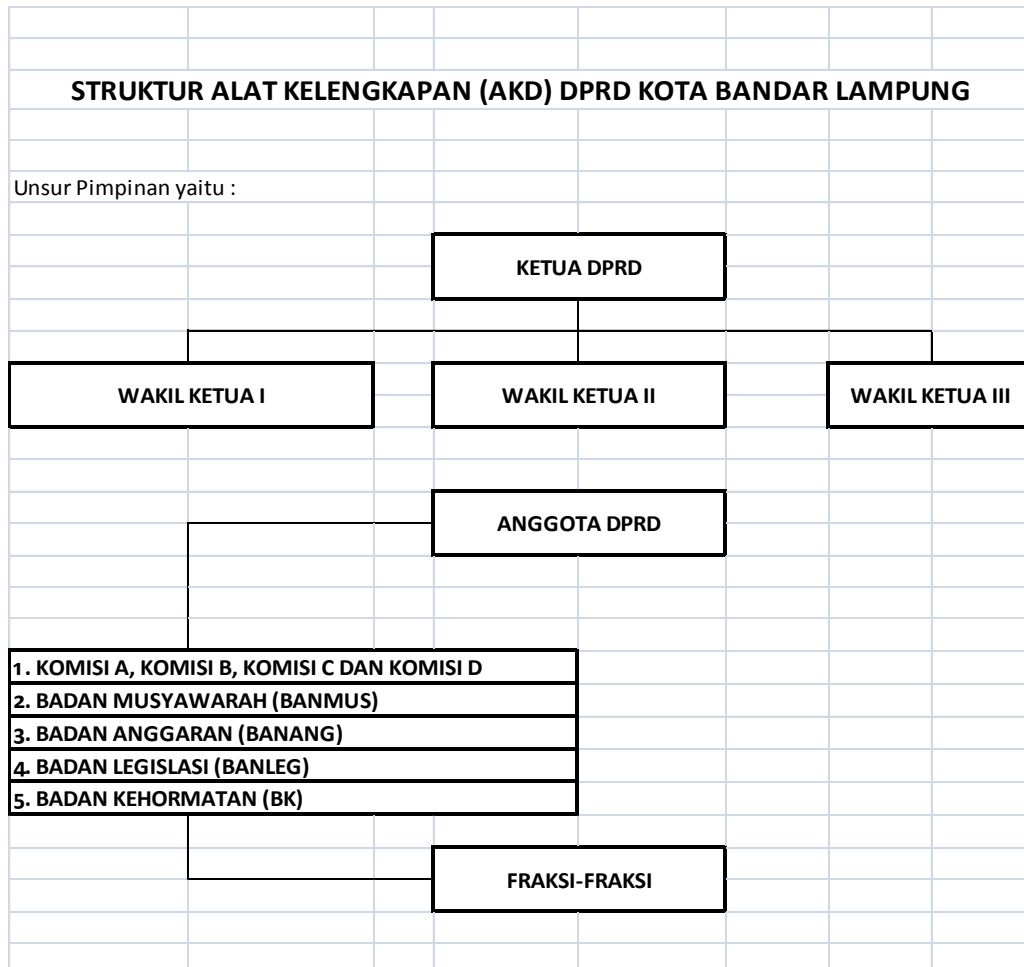 STRUKTUR ALAT KELENGKAPAN (AKD) DPRD KOTA BANDAR LAMPUNG
Unsur Pimpinan yaitu :
KETUA DPRD
WAKIL KETUA I
WAKIL KETUA II
WAKIL KETUA III
ANGGOTA DPRD
1. KOMISI A, KOMISI B, KOMISI C DAN KOMISI D
2. BADAN MUSYAWARAH (BANMUS)
3. BADAN ANGGARAN (BANANG)
4. BADAN LEGISLASI (BANLEG)
5. BADAN KEHORMATAN (BK)
FRAKSI-FRAKSI